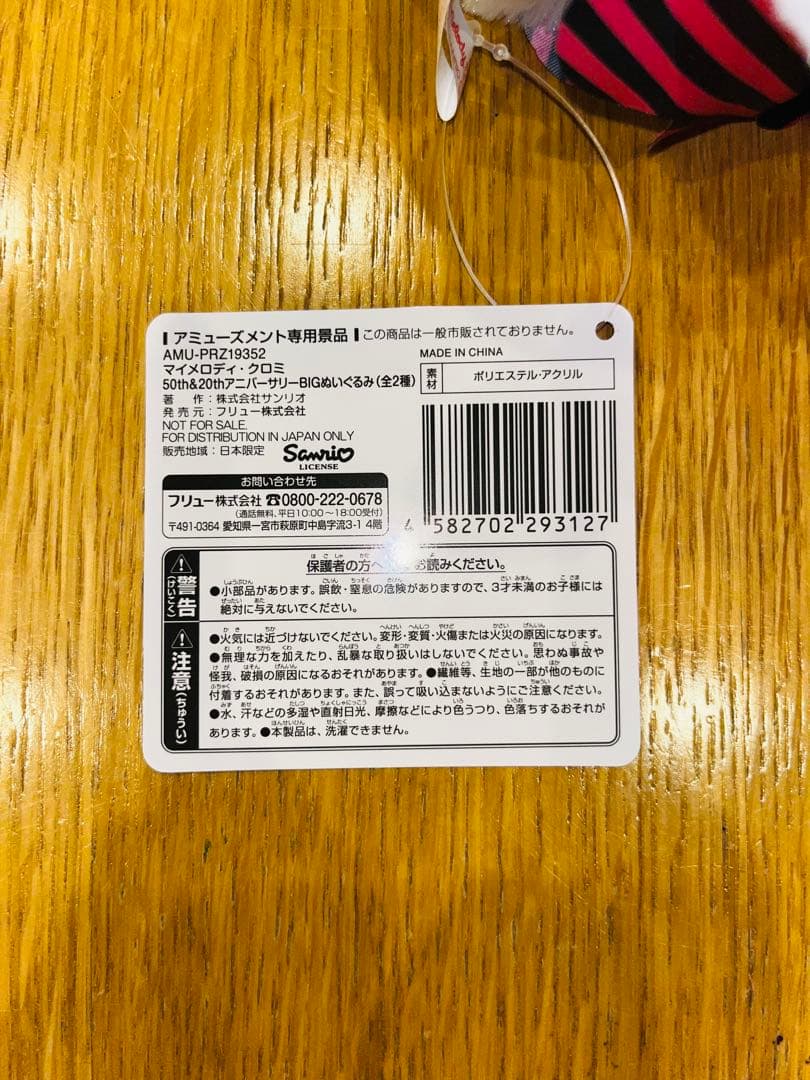 アミューズメント専用景品 この商品は一般市販されておりません。
AMU-PRZ19352
マイメロディ・クロミ
50th&20thアニバーサリーBIGぬいぐるみ(全2種)
著 作:株式会社サンリオ
発売元:フリュー株式会社
NOT FOR SALE.
FOR DISTRIBUTION IN JAPAN ONLY
販売地域:日本限定
Sanrio
LICENSE
MADE IN CHINA
素材 ポリエステル・アクリル
4 582702 293127
お問い合わせ先
フリュー株式会社 ☎0800-222-0678
(通話無料、平日10:00~18:00受付)
〒491-0364 愛知県一宮市萩原町中島字流3-1 4階
警告(けいこく)
保護者の方へ お読みください。
●小部品があります。誤飲・窒息の危険がありますので、3才未満のお子様には
絶対に与えないでください。
注意(ちゅうい)
●火気には近づけないでください。変形・変質・火傷または火災の原因になります。
●無理な力を加えたり、乱暴な取り扱いはしないでください。思わぬ事故や
怪我、破損の原因になるおそれがあります。●繊維等、生地の一部が他のものに
付着するおそれがあります。また、誤って吸い込まないようにご注意ください。
●水、汗などの多湿や直射日光、摩擦などにより色うつり、色落ちするおそれが
あります。●本製品は、洗濯できません。